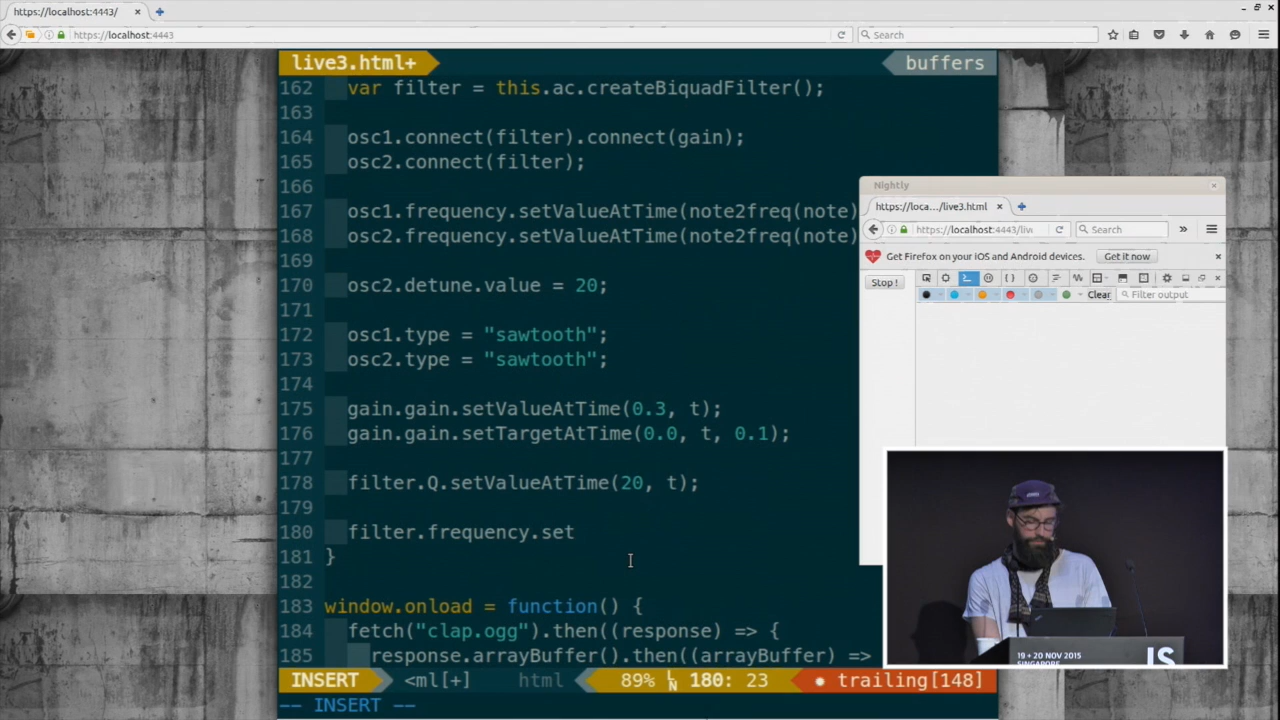 https://localhost:4443/
https://localhost:4443
Search
live3.html+
buffers
162 var filter = this.ac.createBiquadFilter();
163
164 osc1.connect(filter).connect(gain);
165 osc2.connect(filter);
166
167 osc1.frequency.setValueAtTime(note2freq(note)
168 osc2.frequency.setValueAtTime(note2freq(note)
169
170 osc2.detune.value = 20;
171
172 osc1.type = "sawtooth";
173 osc2.type = "sawtooth";
174
175 gain.gain.setValueAtTime(0.3, t);
176 gain.gain.setTargetAtTime(0.0, t, 0.1);
177
178 filter.Q.setValueAtTime(20, t);
179
180 filter.frequency.set
181 }
182
183 window.onload = function() {
184 fetch("clap.ogg").then((response) => {
185 response.arrayBuffer().then((arrayBuffer) =>
INSERT <ml[+] html 89% LN 180: 23 trailing[148]
-- INSERT --
Nightly
https://loca.../live3.html
https://localhost:4443/liv
Search
Get Firefox on your iOS and Android devices.
Get it now
Stop !
Clear
Filter output
19 + 20 NOV 2015
SINGAPORE
JS